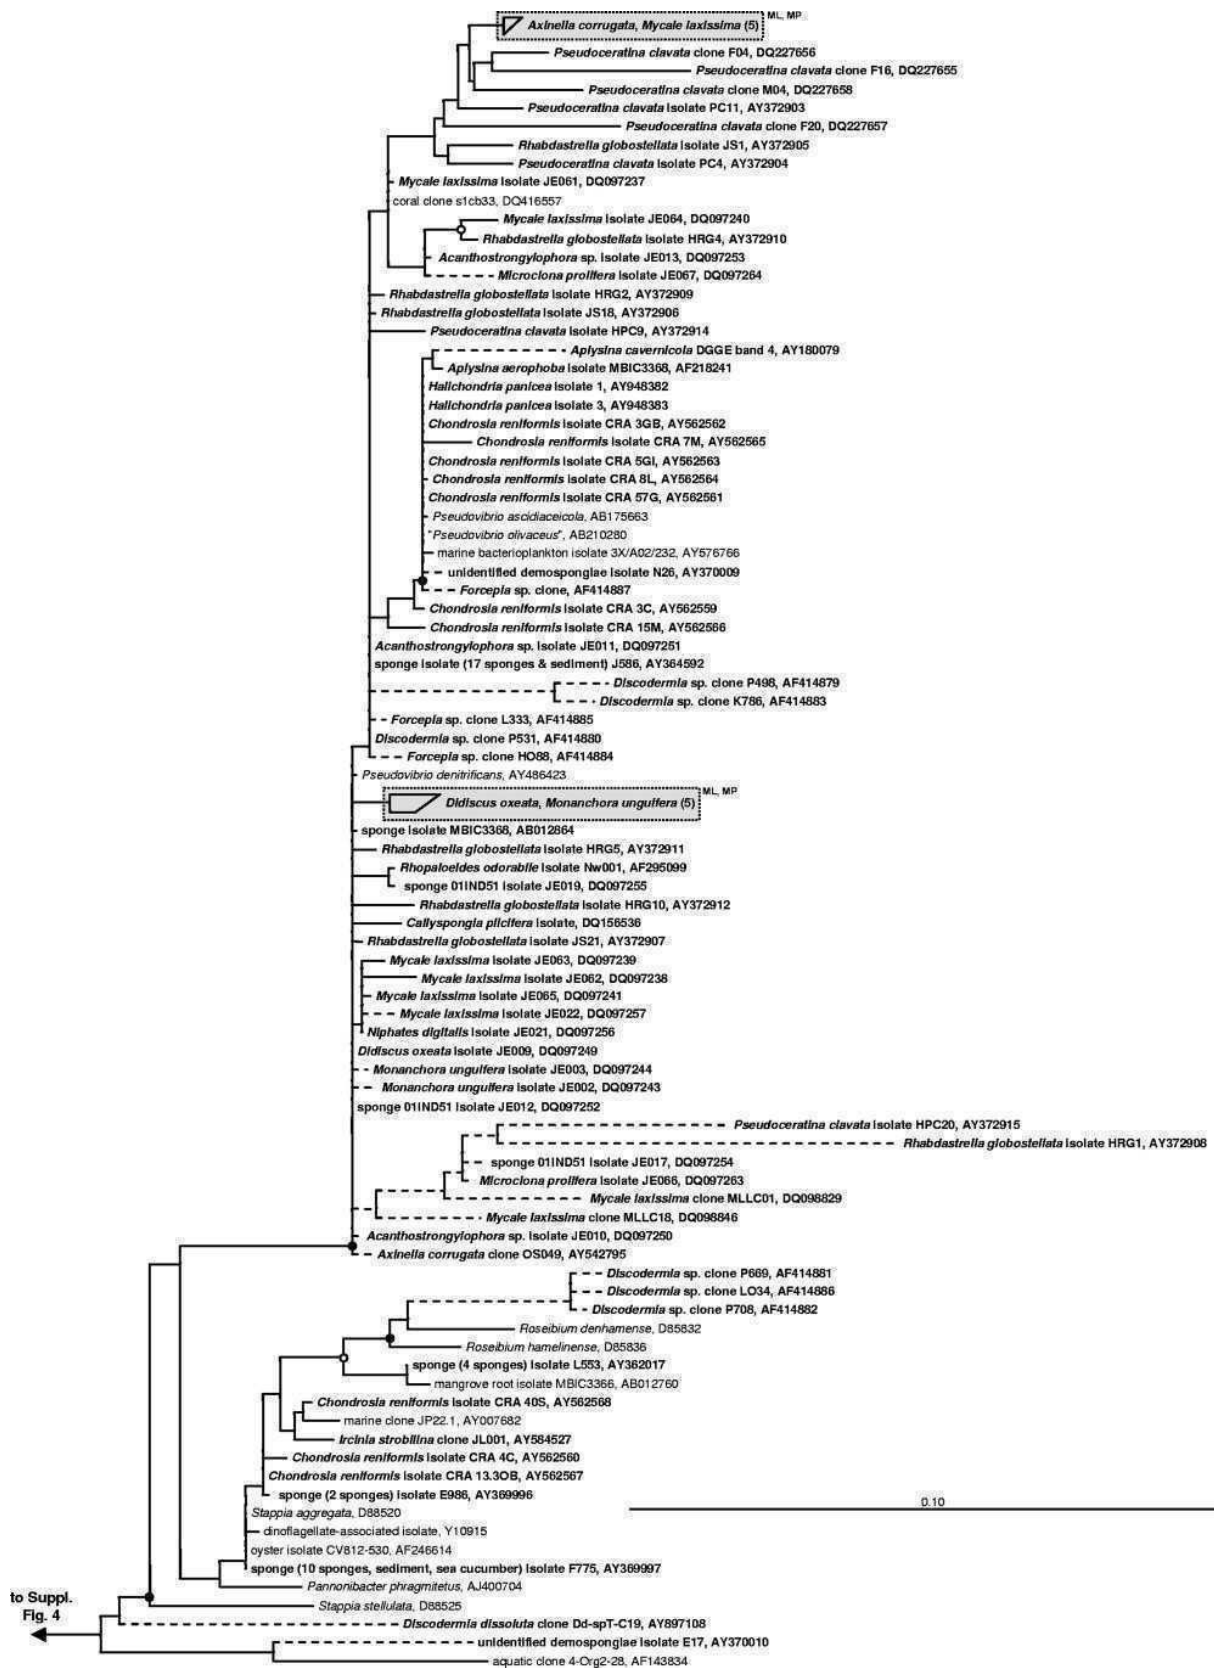 Axinella corrugata, Mycale laxissima (5) ML, MP
Pseudoceratina clavata clone F04, DQ227656
Pseudoceratina clavata clone F16, DQ227655
Pseudoceratina clavata clone M04, DQ227658
Pseudoceratina clavata isolate PC11, AY372903
Pseudoceratina clavata clone F20, DQ227657
Rhabdastrella globostellata isolate JS1, AY372905
Pseudoceratina clavata isolate PC4, AY372904
Mycale laxissima isolate JE061, DQ097237
coral clone s1cb33, DQ416557
Mycale laxissima isolate JE064, DQ097240
Rhabdastrella globostellata isolate HRG4, AY372910
Acanthostrongylophora sp. isolate JE013, DQ097253
Microciona prolifera isolate JE067, DQ097264
Rhabdastrella globostellata isolate HRG2, AY372909
Rhabdastrella globostellata isolate JS18, AY372906
Pseudoceratina clavata isolate HPC9, AY372914
Aplysina cavernicola DGGE band 4, AY180079
Aplysina aerophoba isolate MBIC3368, AF218241
Halichondria panicea isolate 1, AY948382
Halichondria panicea isolate 3, AY948383
Chondrosia reniformis isolate CRA 3GB, AY562562
Chondrosia reniformis isolate CRA 7M, AY562565
Chondrosia reniformis isolate CRA 5GI, AY562563
Chondrosia reniformis isolate CRA 8L, AY562564
Chondrosia reniformis isolate CRA 57G, AY562561
Pseudovibrio ascidiaceicola, AB175663
"Pseudovibrio olivaceus", AB210280
marine bacterioplankton isolate 3X/A02/232, AY576766
unidentified demospongiae isolate N26, AY370009
Forcepia sp. clone, AF414887
Chondrosia reniformis isolate CRA 3C, AY562559
Chondrosia reniformis isolate CRA 15M, AY562566
Acanthostrongylophora sp. isolate JE011, DQ097251
sponge isolate (17 sponges & sediment) J586, AY364592
Discodermia sp. clone P498, AF414879
Discodermia sp. clone K786, AF414883
Forcepia sp. clone L333, AF414885
Discodermia sp. clone P531, AF414880
Forcepia sp. clone HO88, AF414884
Pseudovibrio denitrificans, AY486423
Didiscus oxeata, Monanchora unguifera (5) ML, MP
sponge isolate MBIC3368, AB012864
Rhabdastrella globostellata isolate HRG5, AY372911
Rhopaloeides odorabile isolate Nw001, AF295099
sponge 01IND51 isolate JE019, DQ097255
Rhabdastrella globostellata isolate HRG10, AY372912
Callyspongia plicifera isolate, DQ156536
Rhabdastrella globostellata isolate JS21, AY372907
Mycale laxissima isolate JE063, DQ097239
Mycale laxissima isolate JE062, DQ097238
Mycale laxissima isolate JE065, DQ097241
Mycale laxissima isolate JE022, DQ097257
Niphates digitalis isolate JE021, DQ097256
Didiscus oxeata isolate JE009, DQ097249
Monanchora unguifera isolate JE003, DQ097244
Monanchora unguifera isolate JE002, DQ097243
sponge 01IND51 isolate JE012, DQ097252
Pseudoceratina clavata isolate HPC20, AY372915
Rhabdastrella globostellata isolate HRG1, AY372908
sponge 01IND51 isolate JE017, DQ097254
Microciona prolifera isolate JE066, DQ097263
Mycale laxissima clone MLLC01, DQ098829
Mycale laxissima clone MLLC18, DQ098846
Acanthostrongylophora sp. isolate JE010, DQ097250
Axinella corrugata clone OS049, AY542795
Discodermia sp. clone P669, AF414881
Discodermia sp. clone LO34, AF414886
Discodermia sp. clone P708, AF414882
Roseibium denhamense, D85832
Roseibium hamelinense, D85836
sponge (4 sponges) isolate L553, AY362017
mangrove root isolate MBIC3366, AB012760
Chondrosia reniformis isolate CRA 40S, AY562568
marine clone JP22.1, AY007682
Ircinia strobilina clone JL001, AY584527
Chondrosia reniformis isolate CRA 4C, AY562560
Chondrosia reniformis isolate CRA 13.3OB, AY562567
sponge (2 sponges) isolate E986, AY369996
0.10
Stappia aggregata, D88520
dinoflagellate-associated isolate, Y10915
oyster isolate CV812-530, AF246614
sponge (10 sponges, sediment, sea cucumber) isolate F775, AY369997
Pannonibacter phragmitetus, AJ400704
to Suppl.
Fig. 4
Stappia stellulata, D88525
Discodermia dissoluta clone Dd-spT-C19, AY897108
unidentified demospongiae isolate E17, AY370010
aquatic clone 4-Org2-28, AF143834